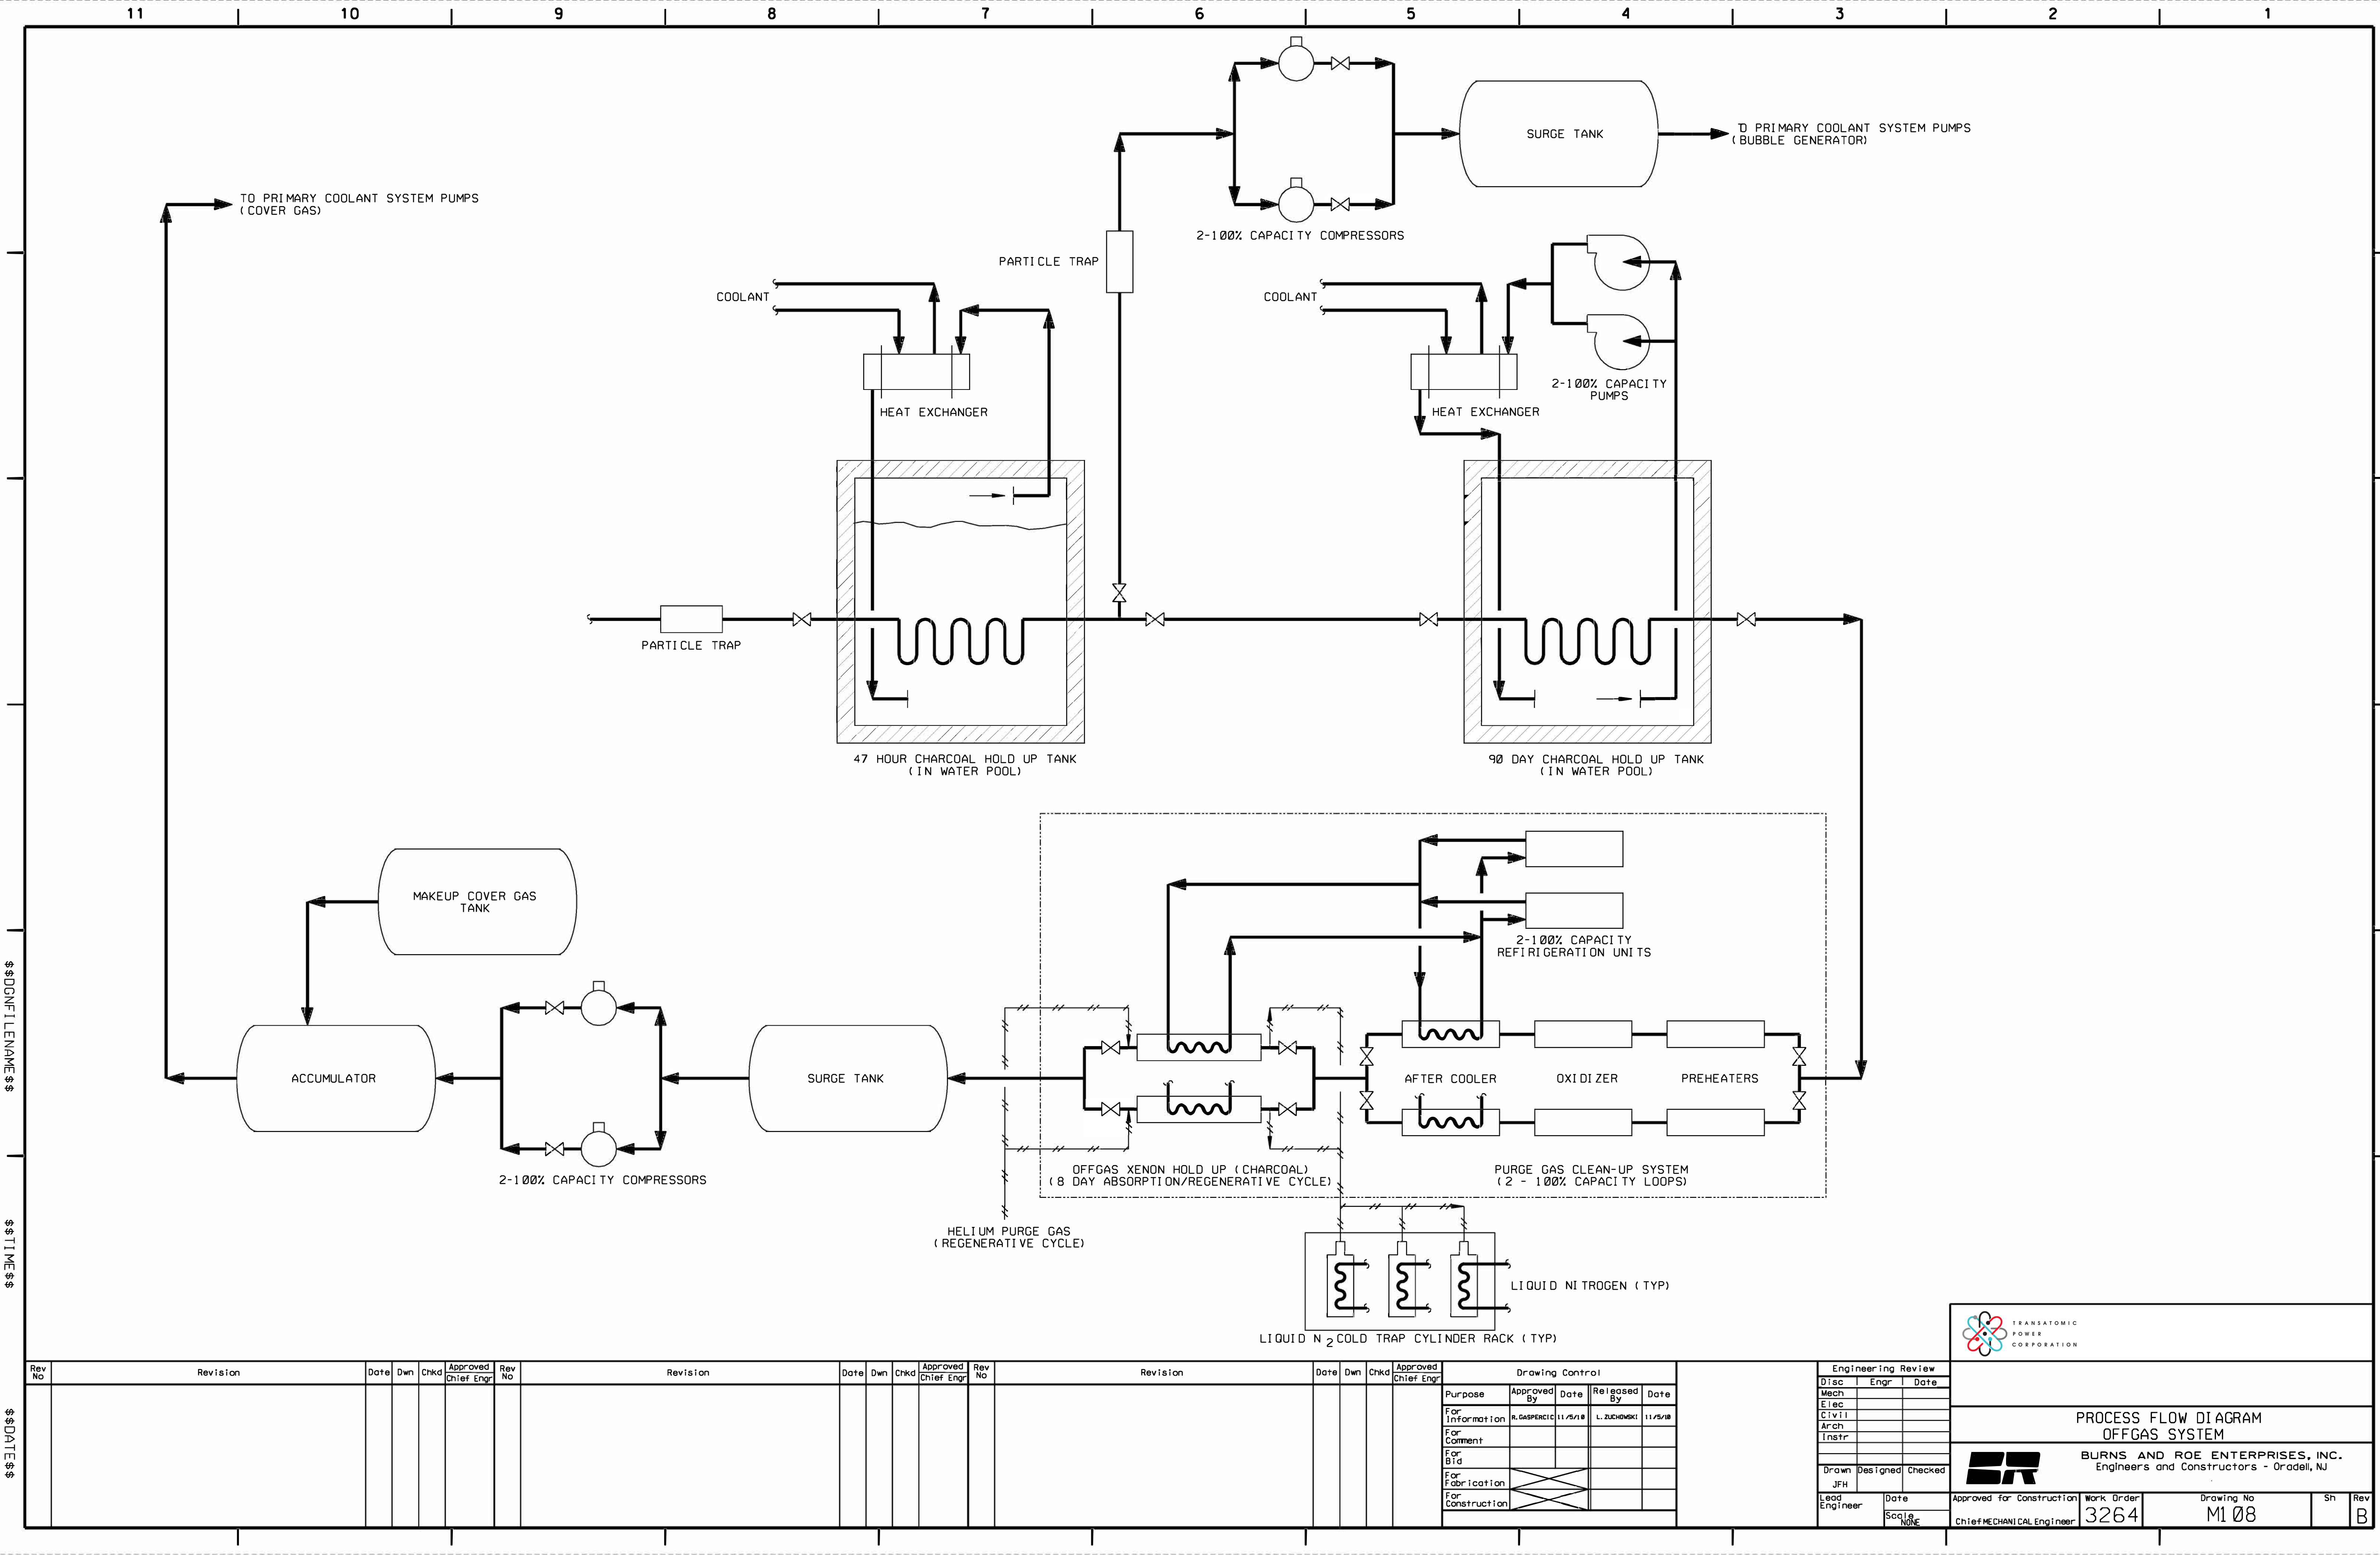 11 10 9 8 7 6 5 4 3 2 1
SURGE TANK
TO PRIMARY COOLANT SYSTEM PUMPS
(BUBBLE GENERATOR)
TO PRIMARY COOLANT SYSTEM PUMPS
(COVER GAS)
2-100% CAPACITY COMPRESSORS
PARTICLE TRAP
COOLANT
COOLANT
HEAT EXCHANGER
HEAT EXCHANGER
2-100% CAPACITY
PUMPS
PARTICLE TRAP
47 HOUR CHARCOAL HOLD UP TANK
(IN WATER POOL)
90 DAY CHARCOAL HOLD UP TANK
(IN WATER POOL)
MAKEUP COVER GAS
TANK
2-100% CAPACITY
REFIRIGERATION UNITS
ACCUMULATOR
SURGE TANK
AFTER COOLER
OXIDIZER
PREHEATERS
2-100% CAPACITY COMPRESSORS
OFFGAS XENON HOLD UP (CHARCOAL)
(8 DAY ABSORPTION/REGENERATIVE CYCLE)
PURGE GAS CLEAN-UP SYSTEM
(2 - 100% CAPACITY LOOPS)
HELIUM PURGE GAS
(REGENERATIVE CYCLE)
LIQUID NITROGEN (TYP)
LIQUID N2 COLD TRAP CYLINDER RACK (TYP)
$$DGNFILENAME$$
$$TIME$$
$$DATE$$
TRANSATOMIC
POWER
CORPORATION
Rev No Revision Date Dwn Chkd Approved Chief Engr
Rev No Revision Date Dwn Chkd Approved Chief Engr
Rev No Revision Date Dwn Chkd Approved Chief Engr
Drawing Control
Purpose Approved By Date Released By Date
For Information R. GASPERCIC 11/5/10 L. ZUCHOWSKI 11/5/10
For Comment
For Bid
For Fabrication
For Construction
Engineering Review
Disc Engr Date
Mech
Elec
Civil
Arch
Instr
Drawn Designed Checked
JFH
Lead Engineer
Date
Scale NONE
PROCESS FLOW DIAGRAM
OFFGAS SYSTEM
BURNS AND ROE ENTERPRISES, INC.
Engineers and Constructors - Oradell, NJ
Approved for Construction
Chief MECHANICAL Engineer
Work Order
3264
Drawing No
M108
Sh
Rev
B